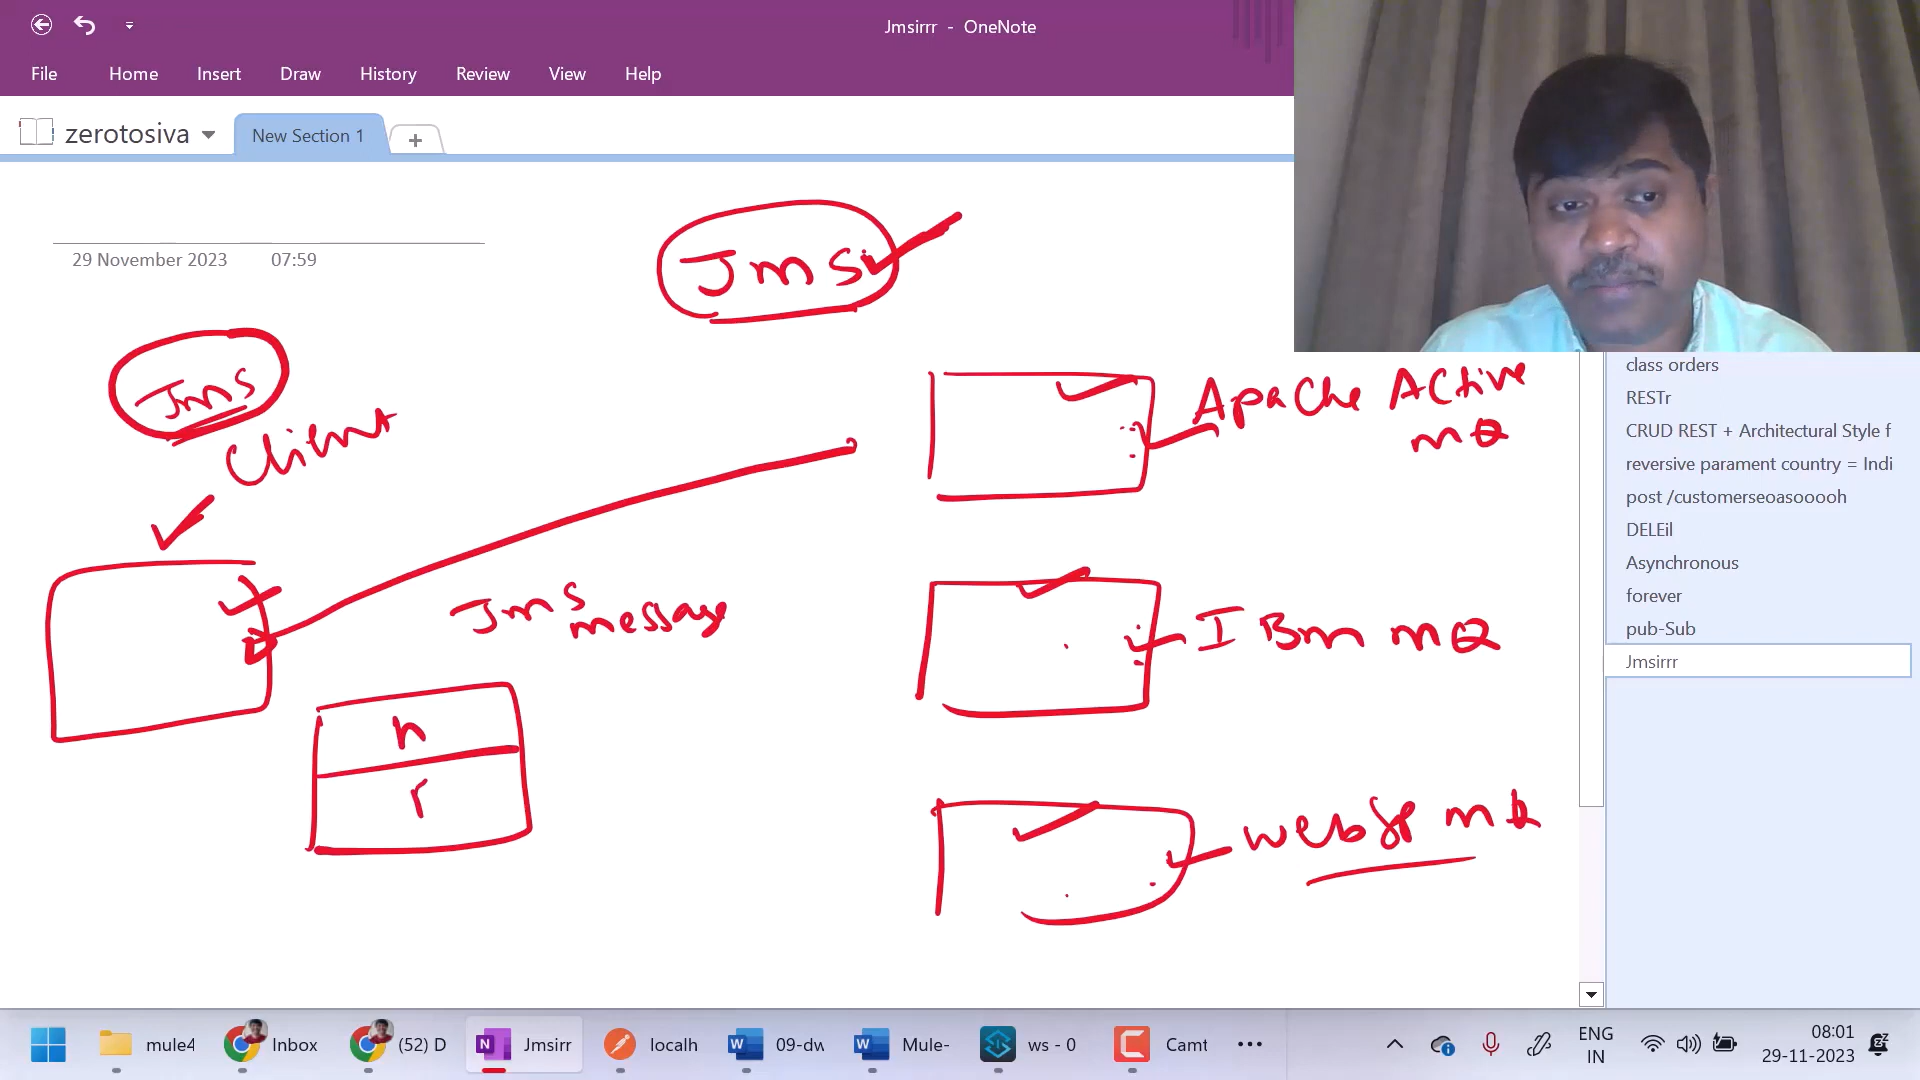 Jmsirrr - OneNote
File Home Insert Draw History Review View Help
zerotosiva
New Section 1
+
29 November 2023 07:59
Jms
Jms
Client
Apache Active
mQ
Jms
message
IBm mQ
h
r
websp mQ
class orders
RESTr
CRUD REST + Architectural Style f
reversive parament country = Indi
post /customerseoasooooh
DELEil
Asynchronous
forever
pub-Sub
Jmsirrr
mule4
Inbox
(52) D
Jmsirr
localh
09-dw
Mule-
ws - 0
Camt
ENG
IN
08:01
29-11-2023